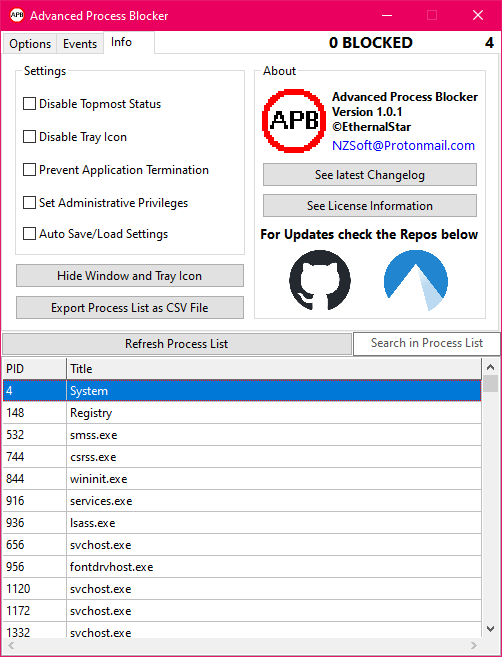 APB Advanced Process Blocker
Options Events Info 0 BLOCKED 4
Settings
Disable Topmost Status
Disable Tray Icon
Prevent Application Termination
Set Administrative Privileges
Auto Save/Load Settings
Hide Window and Tray Icon
Export Process List as CSV File
About
APB
Advanced Process Blocker
Version 1.0.1
©EthernalStar
NZSoft@Protonmail.com
See latest Changelog
See License Information
For Updates check the Repos below
Refresh Process List Search in Process List
PID Title
4 System
148 Registry
532 smss.exe
744 csrss.exe
844 wininit.exe
916 services.exe
936 lsass.exe
656 svchost.exe
956 fontdrvhost.exe
1120 svchost.exe
1172 svchost.exe
1332 svchost.exe